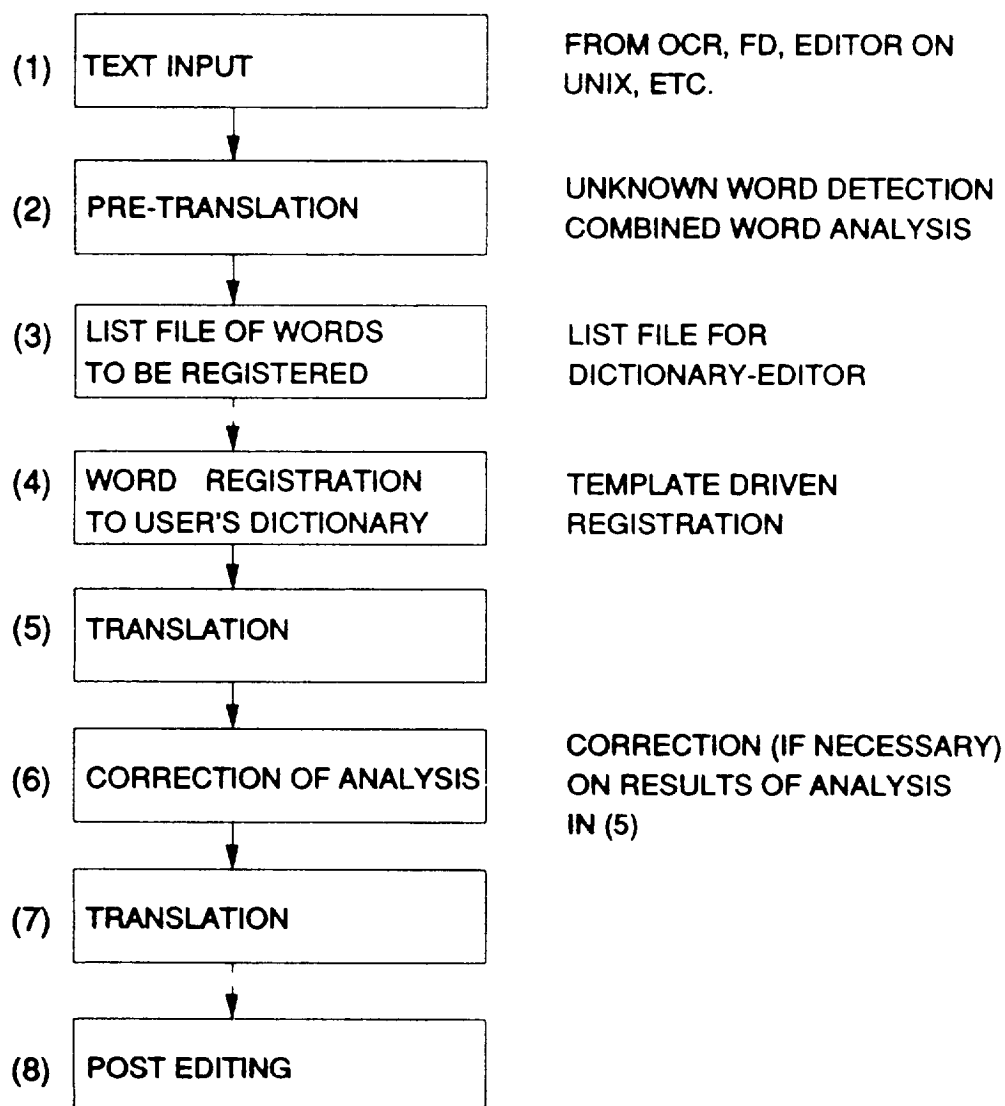 (1) TEXT INPUT FROM OCR, FD, EDITOR ON
UNIX, ETC.
(2) PRE-TRANSLATION UNKNOWN WORD DETECTION
COMBINED WORD ANALYSIS
(3) LIST FILE OF WORDS LIST FILE FOR
TO BE REGISTERED DICTIONARY-EDITOR
(4) WORD REGISTRATION TEMPLATE DRIVEN
TO USER'S DICTIONARY REGISTRATION
(5) TRANSLATION
(6) CORRECTION OF ANALYSIS CORRECTION (IF NECESSARY)
ON RESULTS OF ANALYSIS
IN (5)
(7) TRANSLATION
(8) POST EDITING